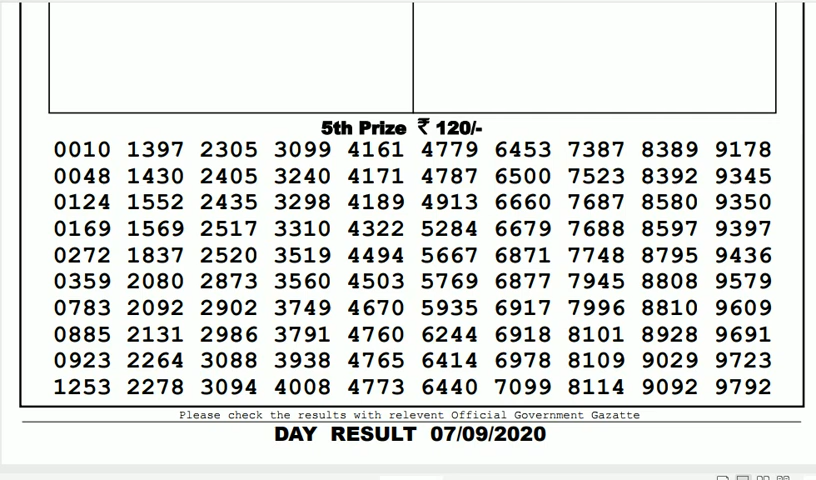 5th Prize ₹ 120/-
0010 1397 2305 3099 4161 4779 6453 7387 8389 9178
0048 1430 2405 3240 4171 4787 6500 7523 8392 9345
0124 1552 2435 3298 4189 4913 6660 7687 8580 9350
0169 1569 2517 3310 4322 5284 6679 7688 8597 9397
0272 1837 2520 3519 4494 5667 6871 7748 8795 9436
0359 2080 2873 3560 4503 5769 6877 7945 8808 9579
0783 2092 2902 3749 4670 5935 6917 7996 8810 9609
0885 2131 2986 3791 4760 6244 6918 8101 8928 9691
0923 2264 3088 3938 4765 6414 6978 8109 9029 9723
1253 2278 3094 4008 4773 6440 7099 8114 9092 9792
Please check the results with relevent Official Government Gazatte
DAY RESULT 07/09/2020